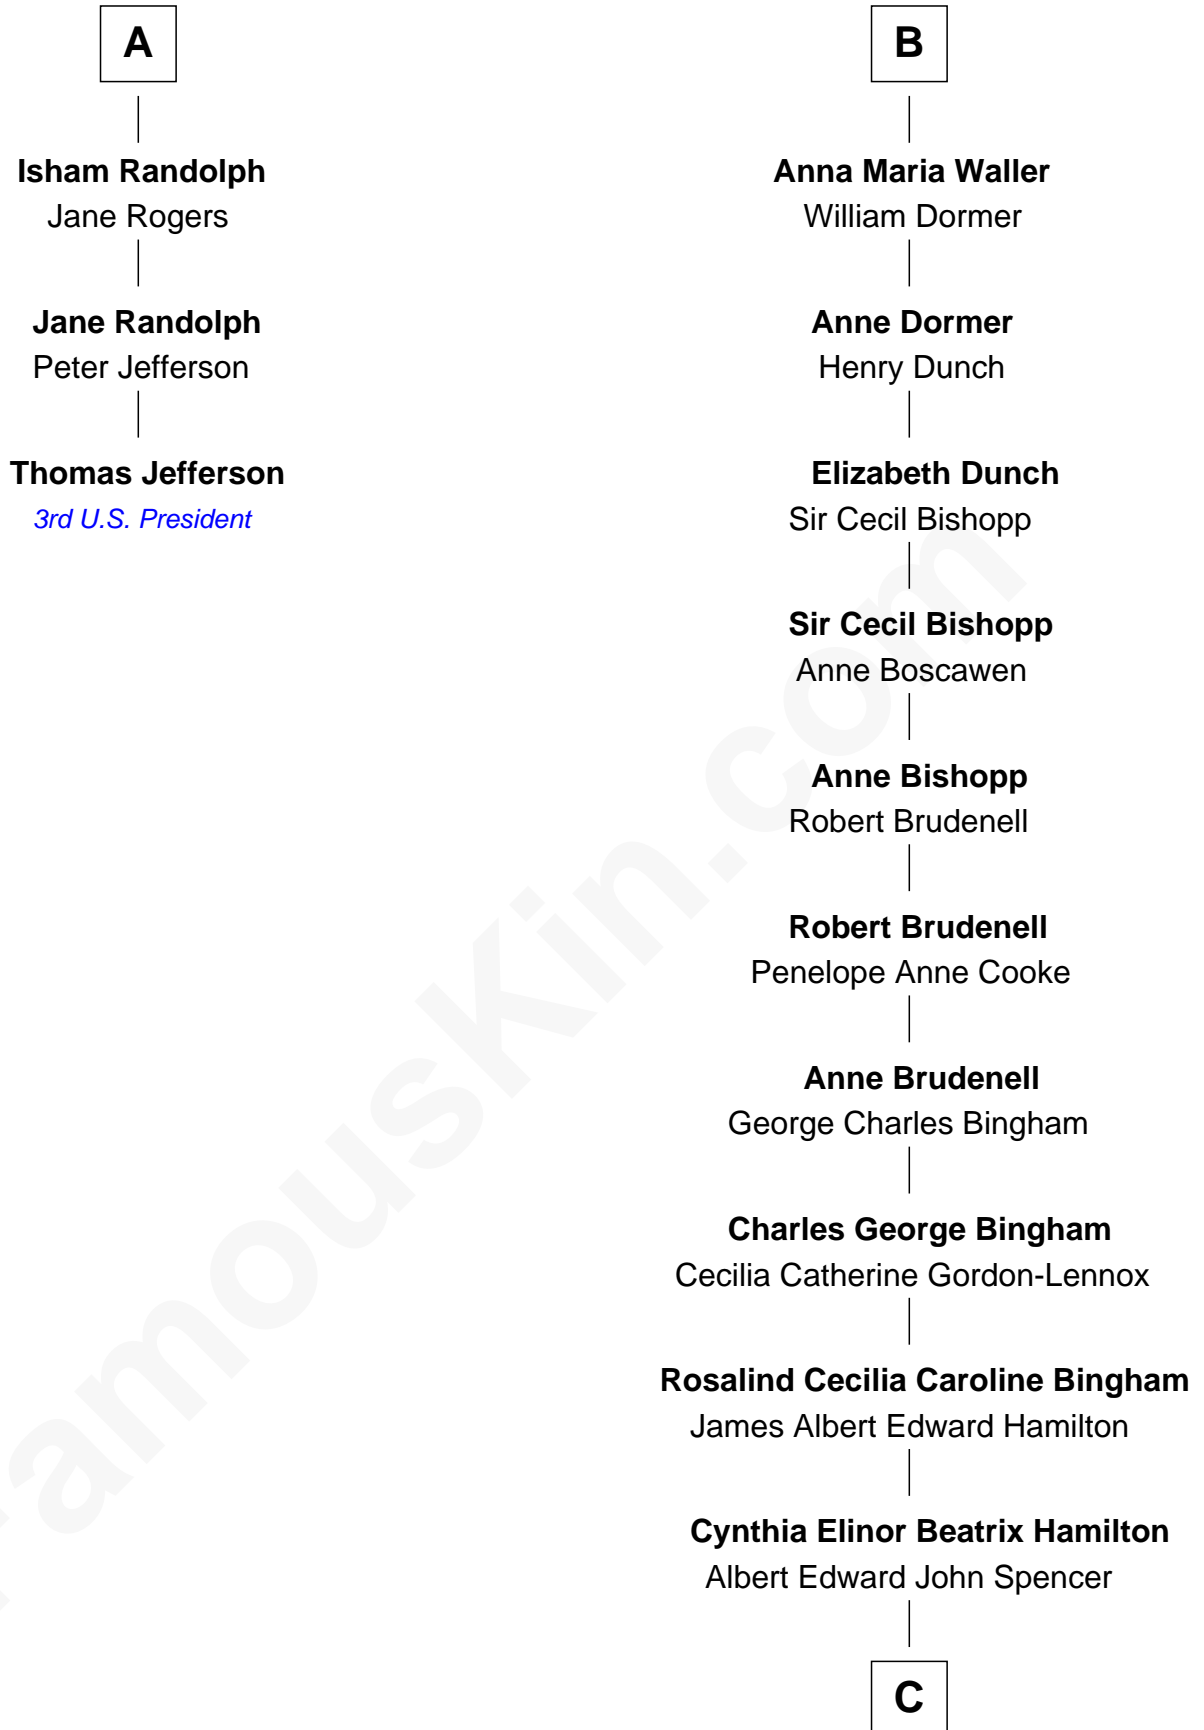 A
Isham Randolph
Jane Rogers
Jane Randolph
Peter Jefferson
Thomas Jefferson
3rd U.S. President
B
Anna Maria Waller
William Dormer
Anne Dormer
Henry Dunch
Elizabeth Dunch
Sir Cecil Bishopp
Sir Cecil Bishopp
Anne Boscawen
Anne Bishopp
Robert Brudenell
Robert Brudenell
Penelope Anne Cooke
Anne Brudenell
George Charles Bingham
Charles George Bingham
Cecilia Catherine Gordon-Lennox
Rosalind Cecilia Caroline Bingham
James Albert Edward Hamilton
Cynthia Elinor Beatrix Hamilton
Albert Edward John Spencer
C
FamousKin.com